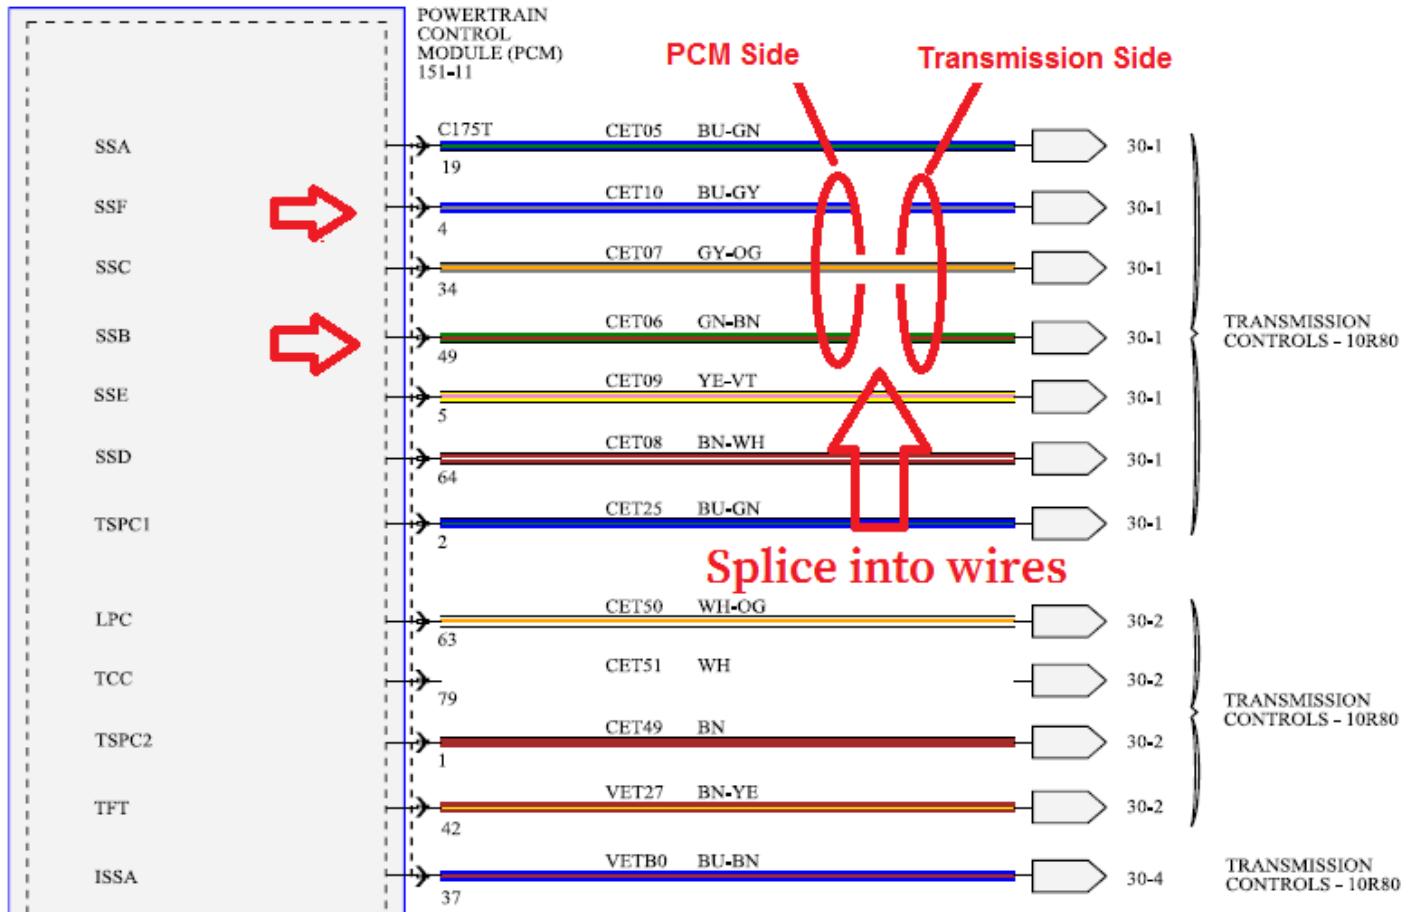 POWERTRAIN
CONTROL
MODULE (PCM)
151-11
PCM Side
Transmission Side
SSA
C175T
CET05 BU-GN
19
30-1
SSF
CET10 BU-GY
4
30-1
SSC
CET07 GY-OG
34
30-1
SSB
CET06 GN-BN
49
30-1
TRANSMISSION
CONTROLS - 10R80
SSE
CET09 YE-VT
5
30-1
SSD
CET08 BN-WH
64
30-1
TSPC1
CET25 BU-GN
2
30-1
Splice into wires
LPC
CET50 WH-OG
63
30-2
TCC
CET51 WH
79
30-2
TRANSMISSION
CONTROLS - 10R80
TSPC2
CET49 BN
1
30-2
TFT
VET27 BN-YE
42
30-2
ISSA
VETB0 BU-BN
37
30-4
TRANSMISSION
CONTROLS - 10R80